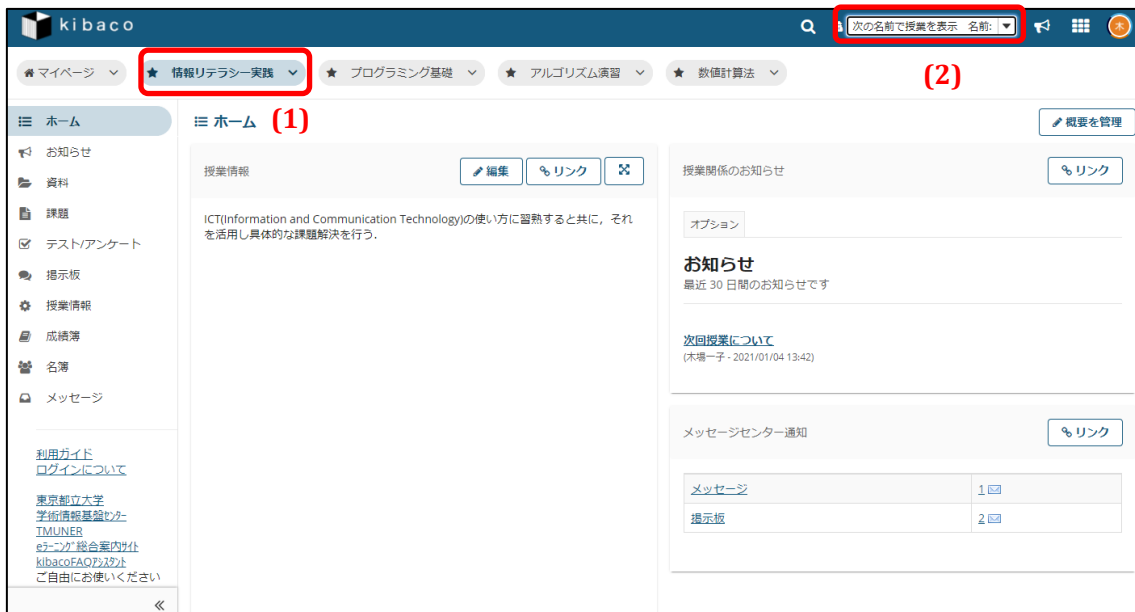 kibaco
次の名前で授業を表示 名前:
木
マイページ
情報リテラシー実践
プログラミング基礎
アルゴリズム演習
数値計算法
(2)
ホーム
お知らせ
資料
課題
テスト/アンケート
掲示板
授業情報
成績簿
名簿
メッセージ
利用ガイド
ログインについて
東京都立大学
学術情報基盤ｾﾝﾀｰ
TMUNER
eﾗｰﾆﾝｸﾞ総合案内ｻｲﾄ
kibacoFAQｱｼｽﾀﾝﾄ
ご自由にお使いください
«
ホーム
(1)
概要を管理
授業情報
編集
リンク
ICT(Information and Communication Technology)の使い方に習熟すると共に，それ
を活用し具体的な課題解決を行う．
授業関係のお知らせ
リンク
オプション
お知らせ
最近 30 日間のお知らせです
次回授業について
(木場一子 - 2021/01/04 13:42)
メッセージセンター通知
リンク
メッセージ 1
掲示板 2